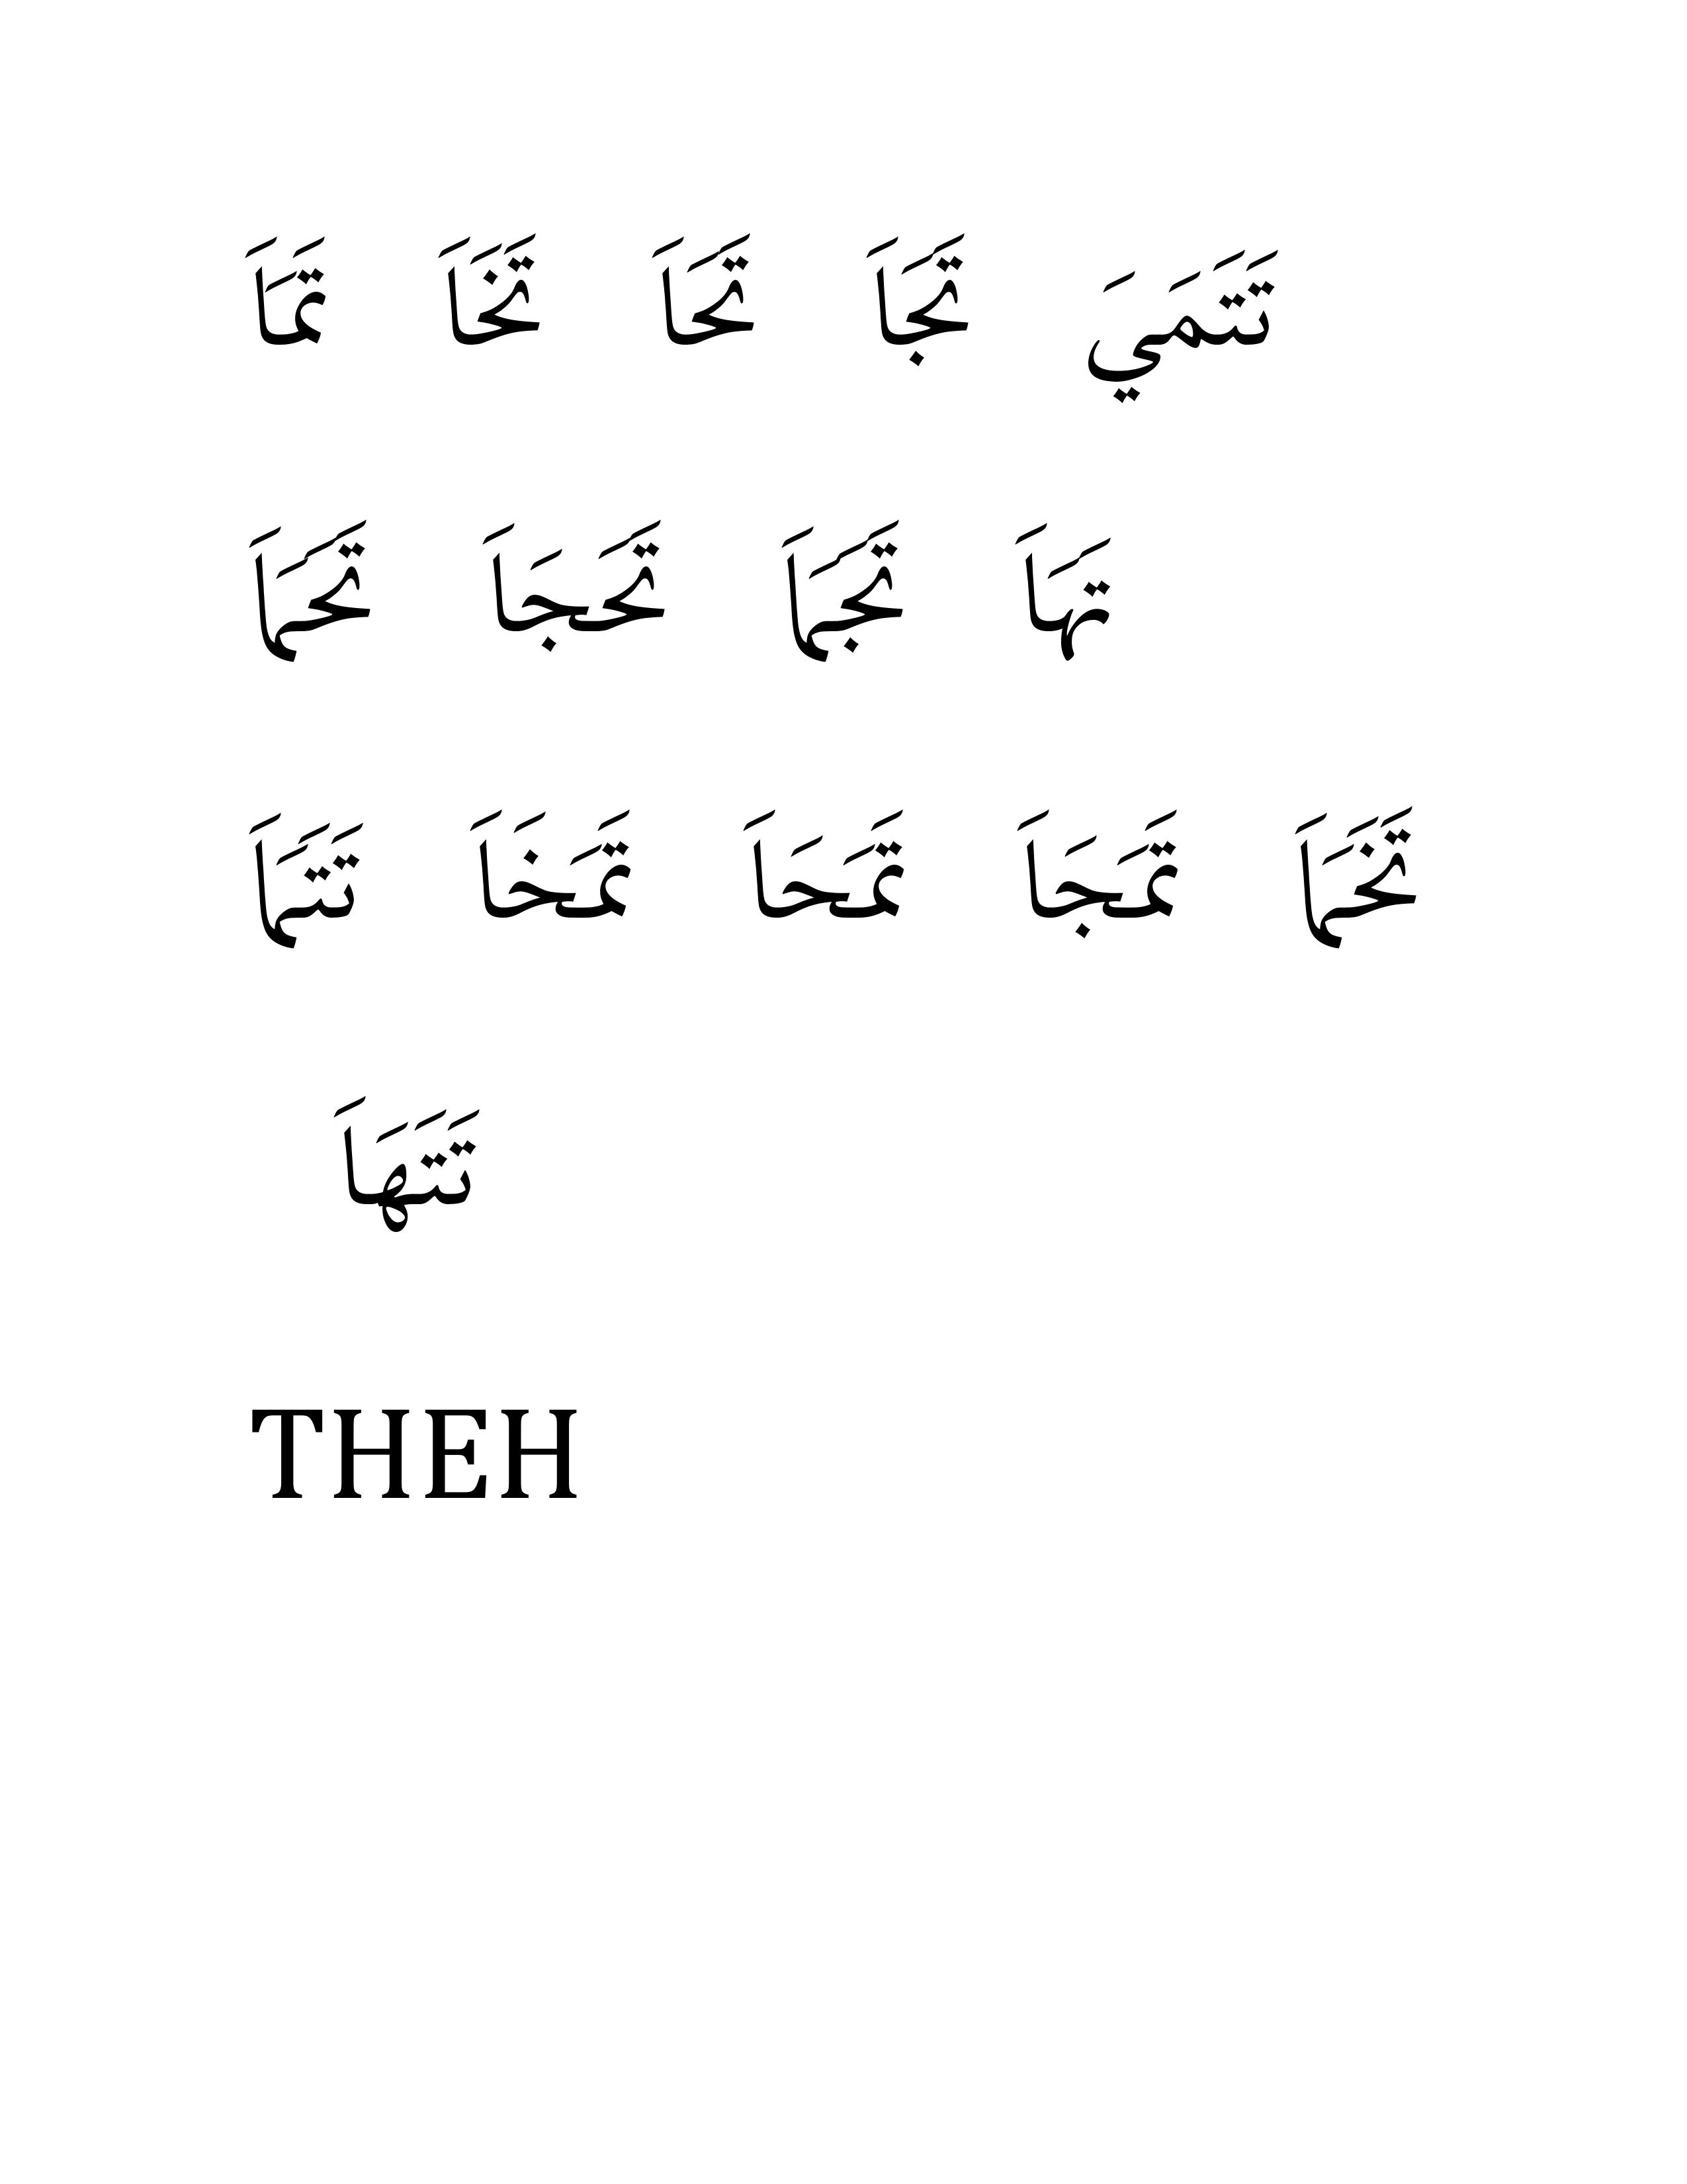 تَتَمَيَ تَجَاَ تَحَاَ تَخَاَ تَمَاَ
تَهَاَ تَجَمَاَ تَحَجَاَ تَحَمَاَ
تَخَمَاَ تَمَجَاَ تَمَحَاَ تَمَخَاَ تَتَمَاَ
تَتَهَاَ
THEH